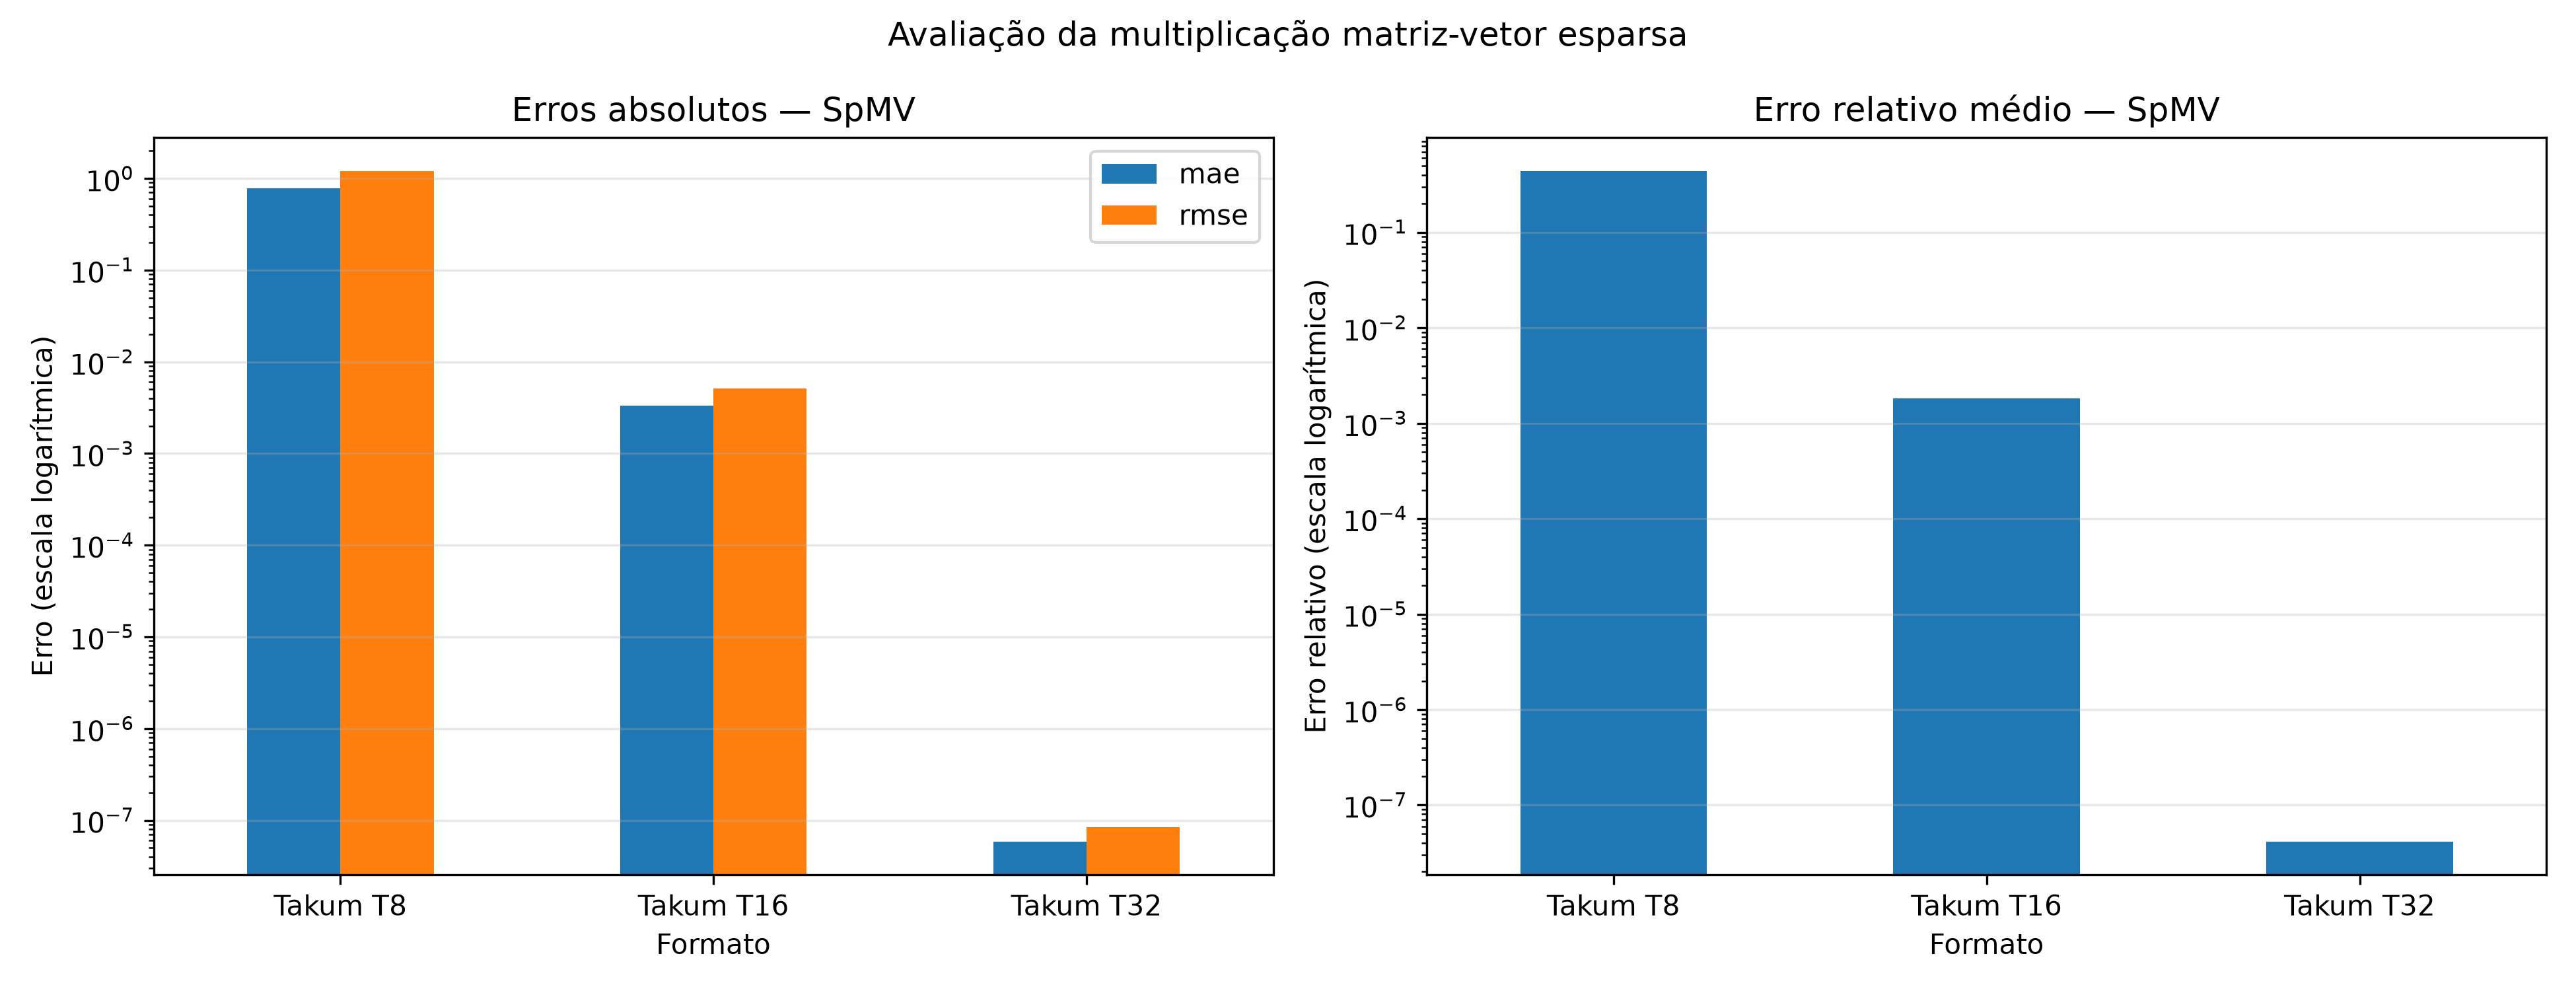 Avaliação da multiplicação matriz-vetor esparsa
Erros absolutos — SpMV
Erro (escala logarítmica)
10⁰
10⁻¹
10⁻²
10⁻³
10⁻⁴
10⁻⁵
10⁻⁶
10⁻⁷
mae
rmse
Takum T8 Takum T16 Takum T32
Formato
Erro relativo médio — SpMV
Erro relativo (escala logarítmica)
10⁻¹
10⁻²
10⁻³
10⁻⁴
10⁻⁵
10⁻⁶
10⁻⁷
Takum T8 Takum T16 Takum T32
Formato